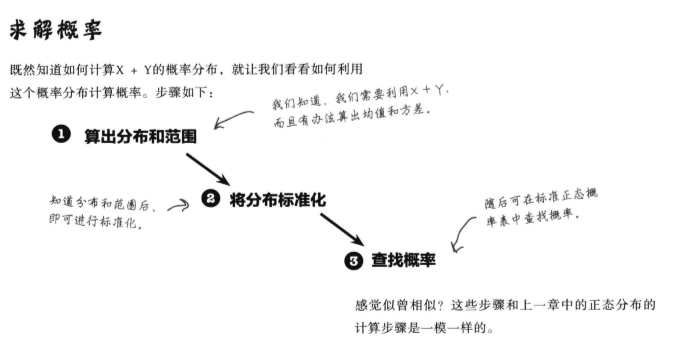 求解概率
既然知道如何计算X + Y的概率分布，就让我们看看如何利用
这个概率分布计算概率。步骤如下：
我们知道，我们需要利用X+Y，
而且有办法算出均值和方差。
1 算出分布和范围
知道分布和范围后，
即可进行标准化。
2 将分布标准化
随后可在标准正态概
率表中查找概率。
3 查找概率
感觉似曾相似？这些步骤和上一章中的正态分布的
计算步骤是一模一样的。